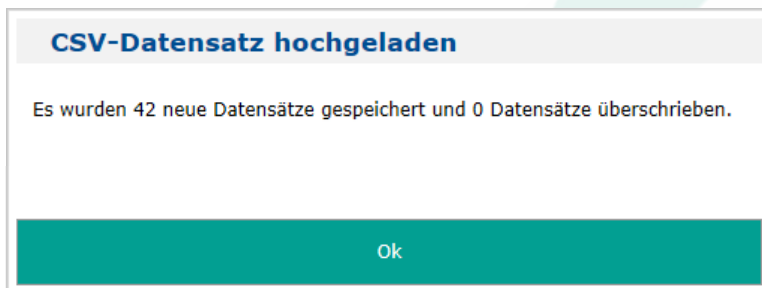 CSV-Datensatz hochgeladen
Es wurden 42 neue Datensätze gespeichert und 0 Datensätze überschrieben.
Ok